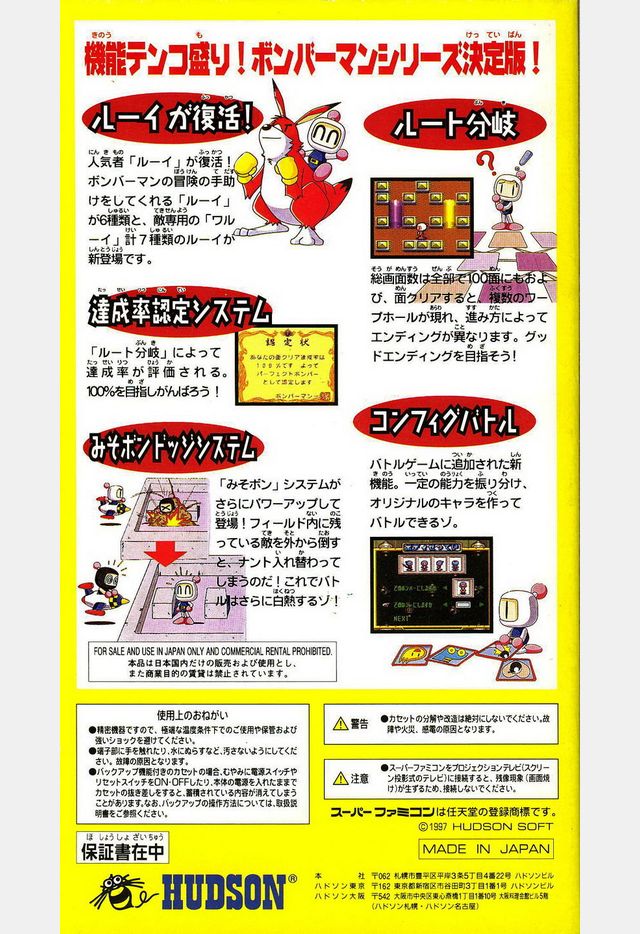 きのう も けっ てい ばん
機能テンコ盛り！ボンバーマンシリーズ決定版！
ルーイが復活！
人気者「ルーイ」が復活！
ボンバーマンの冒険の手助
けをしてくれる「ルーイ」
が6種類と、敵専用の「ワル
ーイ」計7種類のルーイが
新登場です。
ルート分岐
総画面数は全部で100面にもおよ
び、面クリアすると、複数のワー
プホールが現れ、進み方によって
エンディングが異なります。グッ
ドエンディングを目指そう！
達成率認定システム
「ルート分岐」によって
達成率が評価される。
100%を目指しがんばろう！
認定状
あなたの面クリア達成率は
100％です よって
パーフェクトボンバー
として認定します
ボンバーマン
コンフィグバトル
バトルゲームに追加された新
機能。一定の能力を振り分け、
オリジナルのキャラを作って
バトルできるゾ。
NEXT
みそボンドッジシステム
「みそボン」システムが
さらにパワーアップして
登場！フィールド内に残
っている敵を外から倒す
と、ナント入れ替わって
しまうのだ！これでバト
ルはさらに白熱するゾ！
FOR SALE AND USE IN JAPAN ONLY AND COMMERCIAL RENTAL PROHIBITED.
本品は日本国内だけの販売および使用とし、
また商業目的の賃貸は禁止されています。
使用上のおねがい
●精密機器ですので、極端な温度条件下でのご使用や保管および
強いショックを避けてください。
●端子部に手を触れたり、水にぬらすなど、汚さないようにしてくだ
さい。故障の原因となります。
●バックアップ機能付きのカセットの場合、むやみに電源スイッチや
リセットスイッチをON・OFFしたり、本体の電源を入れたままで
カセットの抜き差しをすると、蓄積されている内容が消えてしまう
ことがあります。なお、バックアップの操作方法については、取扱説
明書をご参照ください。
警告
●カセットの分解や改造は絶対にしないでください。故
障や火災、感電の原因となります。
注意
●スーパーファミコンをプロジェクションテレビ(スクリー
ン投影式のテレビ)に接続すると、残像現象(画面焼
け)が生ずるため、接続しないでください。
スーパーファミコンは任天堂の登録商標です。
©1997 HUDSON SOFT
MADE IN JAPAN
ほ しょうしょ ざいちゅう
保証書在中
HUDSON®
本 社 〒062 札幌市豊平区平岸3条5丁目4番22号 ハドソンビル
ハドソン東京 〒162 東京都新宿区市谷田町3丁目1番1号 ハドソンビル
ハドソン大阪 〒542 大阪市中央区東心斎橋1丁目1番10号 大阪料理会館ビル5階
(ハドソン札幌・ハドソン名古屋)